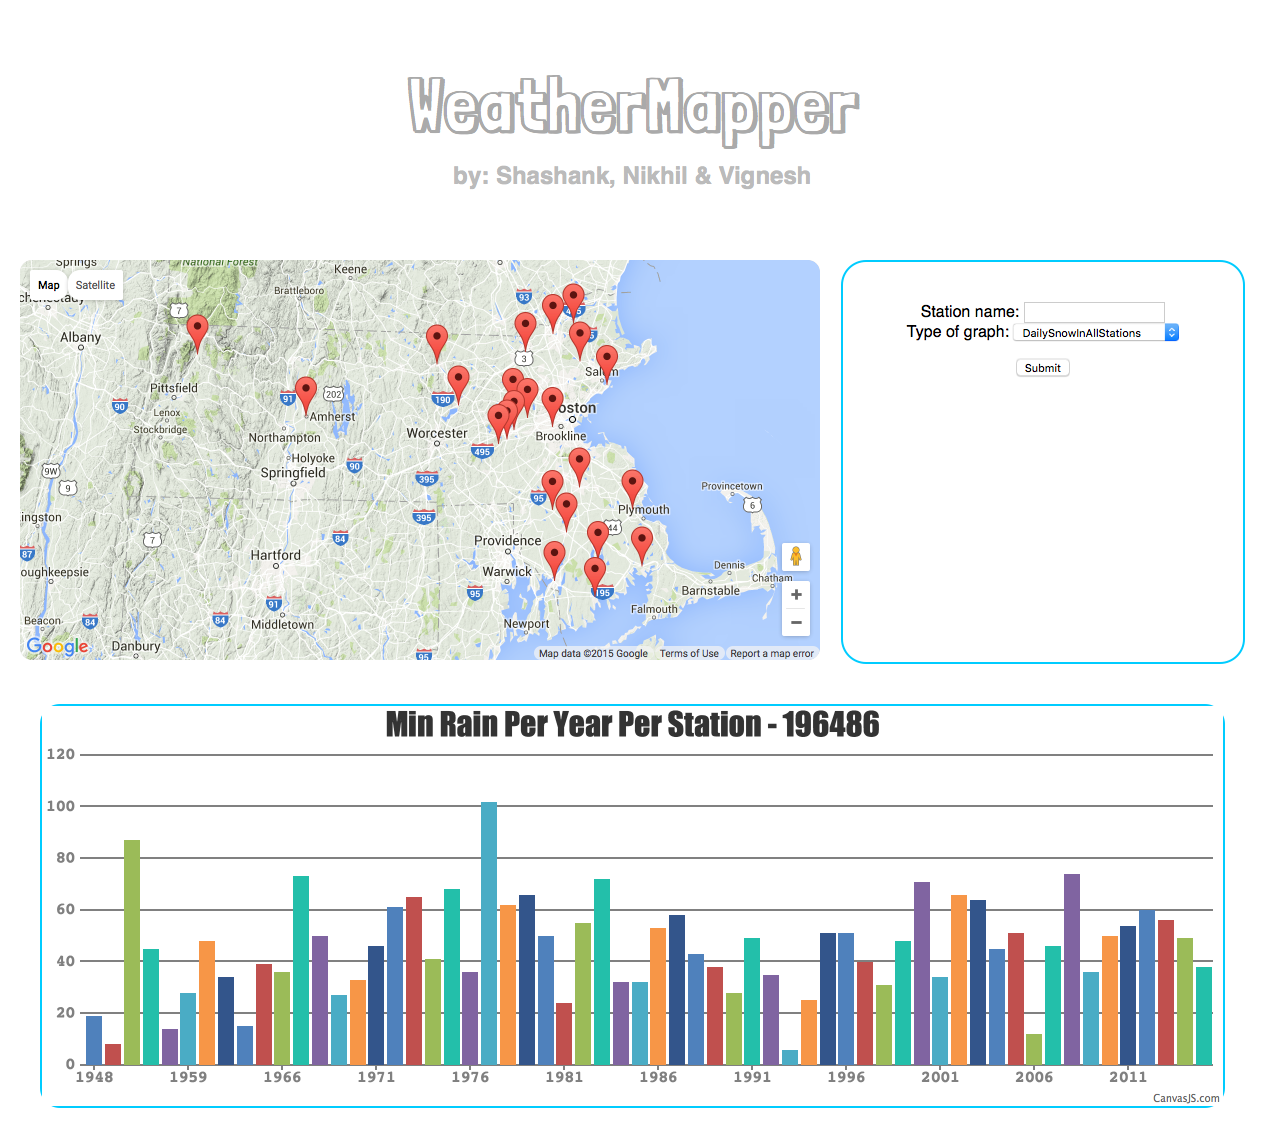 WeatherMapper
by: Shashank, Nikhil & Vignesh
Map
Satellite
Springs
National Forest
Keene
Brattleboro
93
7
Albany
3
Salem
Pittsfield
90
Lenox
Stockbridge
91
202
Amherst
Northampton
190
Worcester
Boston
Brookline
Holyoke
Springfield
90
495
9W
9
395
395
95
Provincetown
6
Plymouth
44
7
84
Providence
Hartford
87
Warwick
Dennis
Chatham
Barnstable
95
195
91
84
84
Beacon
Middletown
Newport
Falmouth
Danbury
95
+
−
Google
Map data ©2015 Google
Terms of Use
Report a map error
Station name:
Type of graph: DailySnowInAllStations
Submit
Min Rain Per Year Per Station - 196486
120
100
80
60
40
20
0
1948 1959 1966 1971 1976 1981 1986 1991 1996 2001 2006 2011
CanvasJS.com